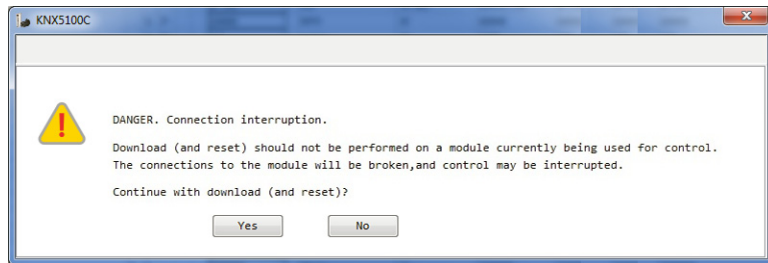 KNX5100C
DANGER. Connection interruption.
Download (and reset) should not be performed on a module currently being used for control.
The connections to the module will be broken,and control may be interrupted.
Continue with download (and reset)?
Yes
No